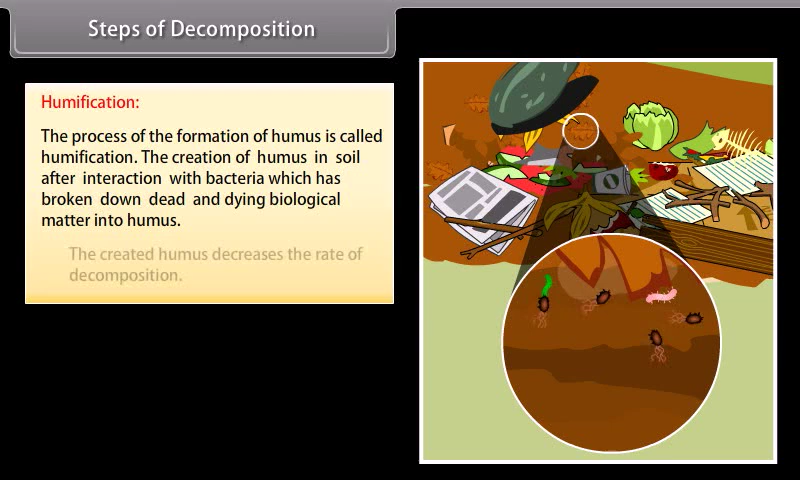 Steps of Decomposition
Humification:
The process of the formation of humus is called
humification. The creation of humus in soil
after interaction with bacteria which has
broken down dead and dying biological
matter into humus.
The created humus decreases the rate of
decomposition.